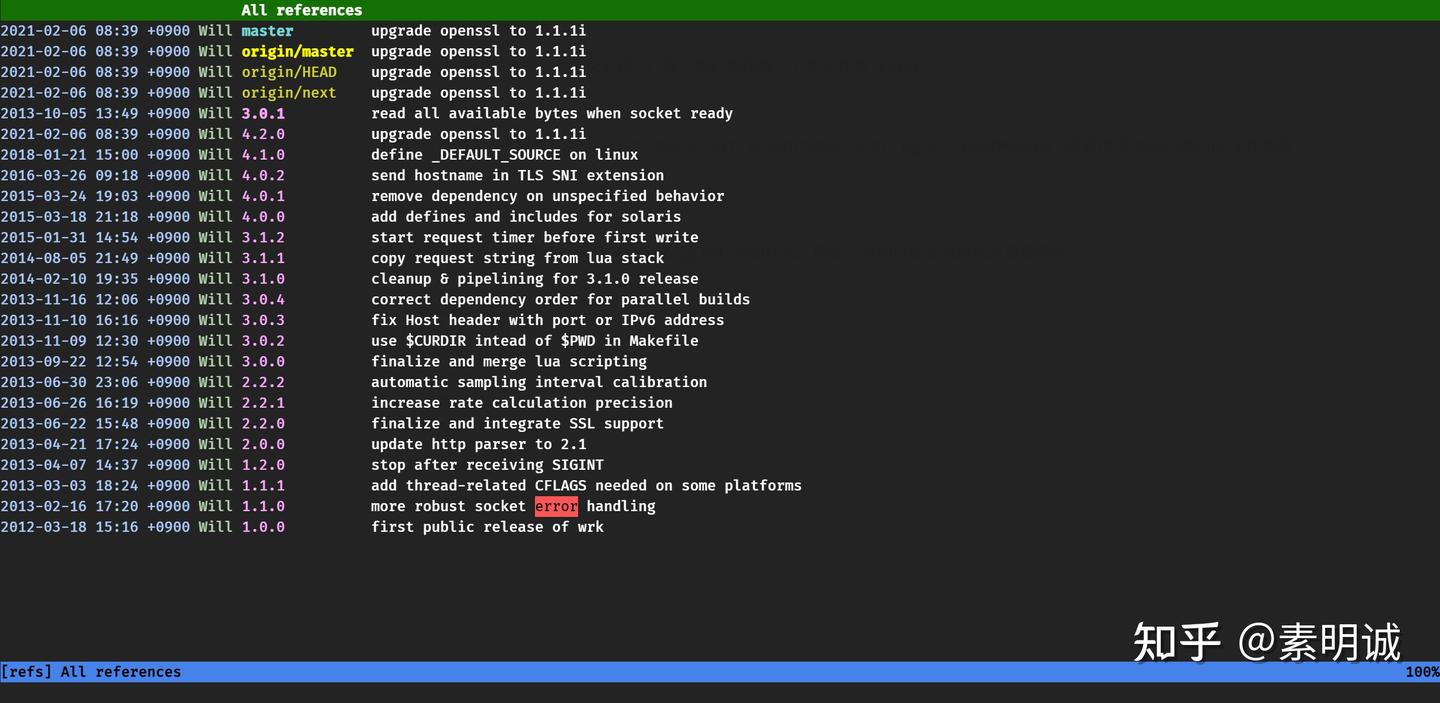 All references
2021-02-06 08:39 +0900 Will master upgrade openssl to 1.1.1i
2021-02-06 08:39 +0900 Will origin/master upgrade openssl to 1.1.1i
2021-02-06 08:39 +0900 Will origin/HEAD upgrade openssl to 1.1.1i
2021-02-06 08:39 +0900 Will origin/next upgrade openssl to 1.1.1i
2013-10-05 13:49 +0900 Will 3.0.1 read all available bytes when socket ready
2021-02-06 08:39 +0900 Will 4.2.0 upgrade openssl to 1.1.1i
2018-01-21 15:00 +0900 Will 4.1.0 define _DEFAULT_SOURCE on linux
2016-03-26 09:18 +0900 Will 4.0.2 send hostname in TLS SNI extension
2015-03-24 19:03 +0900 Will 4.0.1 remove dependency on unspecified behavior
2015-03-18 21:18 +0900 Will 4.0.0 add defines and includes for solaris
2015-01-31 14:54 +0900 Will 3.1.2 start request timer before first write
2014-08-05 21:49 +0900 Will 3.1.1 copy request string from lua stack
2014-02-10 19:35 +0900 Will 3.1.0 cleanup & pipelining for 3.1.0 release
2013-11-16 12:06 +0900 Will 3.0.4 correct dependency order for parallel builds
2013-11-10 16:16 +0900 Will 3.0.3 fix Host header with port or IPv6 address
2013-11-09 12:30 +0900 Will 3.0.2 use $CURDIR intead of $PWD in Makefile
2013-09-22 12:54 +0900 Will 3.0.0 finalize and merge lua scripting
2013-06-30 23:06 +0900 Will 2.2.2 automatic sampling interval calibration
2013-06-26 16:19 +0900 Will 2.2.1 increase rate calculation precision
2013-06-22 15:48 +0900 Will 2.2.0 finalize and integrate SSL support
2013-04-21 17:24 +0900 Will 2.0.0 update http parser to 2.1
2013-04-07 14:37 +0900 Will 1.2.0 stop after receiving SIGINT
2013-03-03 18:24 +0900 Will 1.1.1 add thread-related CFLAGS needed on some platforms
2013-02-16 17:20 +0900 Will 1.1.0 more robust socket error handling
2012-03-18 15:16 +0900 Will 1.0.0 first public release of wrk
知乎 @素明诚
[refs] All references 100%